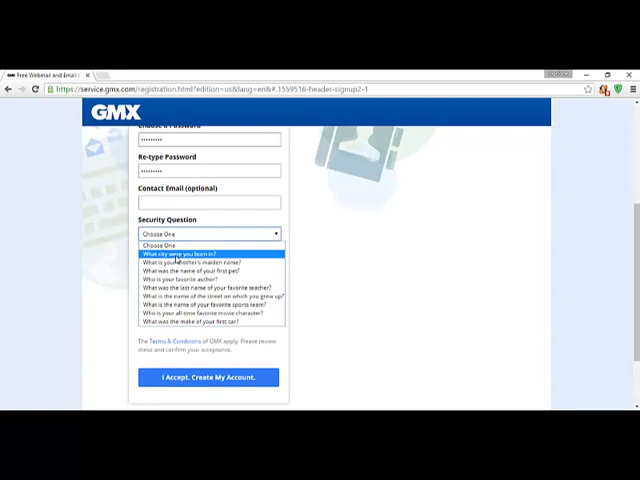 Free Webmail and Email
https://service.gmx.com/registration.html?edition=us&lang=en&#.1559516-header-signup2-1
GMX
Choose a Password
•••••••••
Re-type Password
•••••••••
Contact Email (optional)
Security Question
Choose One
Choose One
What city were you born in?
What is your mother's maiden name?
What was the name of your first pet?
Who is your favorite author?
What was the last name of your favorite teacher?
What is the name of the street on which you grew up?
What is the name of your favorite sports team?
Who is your all-time favorite movie character?
What was the make of your first car?
The Terms & Conditions of GMX apply. Please review
these and confirm your acceptance.
I Accept. Create My Account.